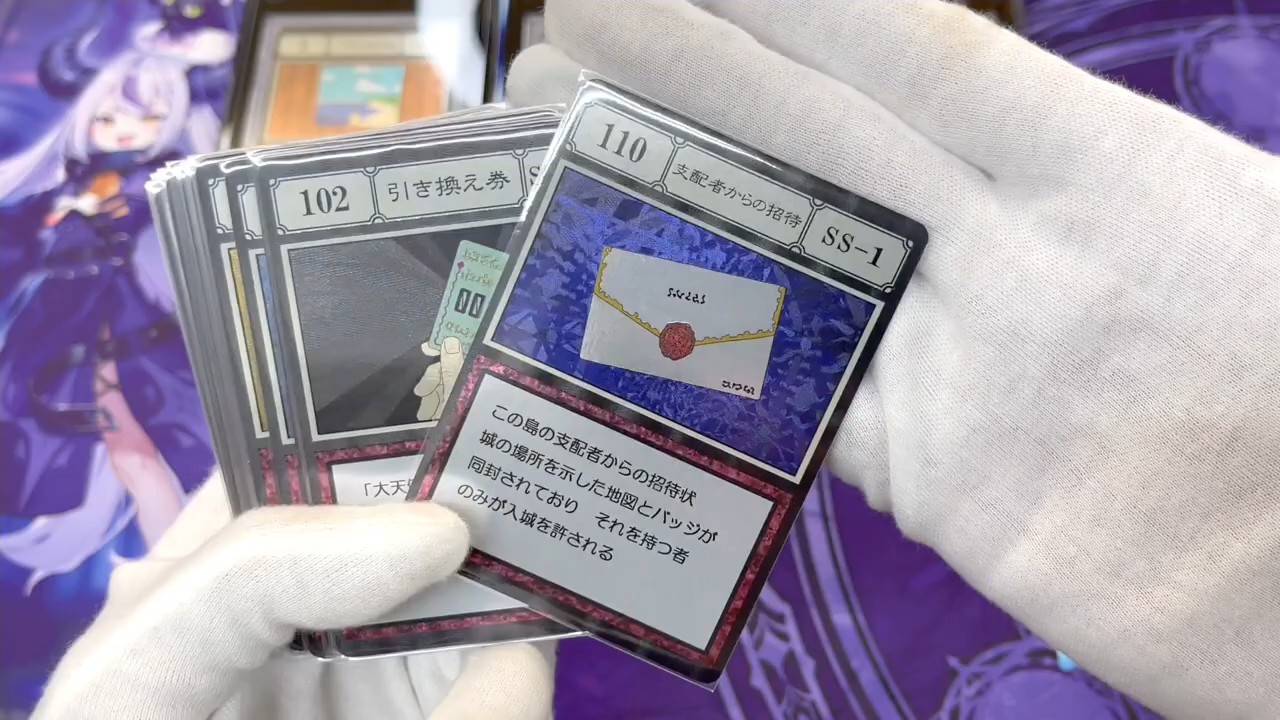 110
支配者からの招待
SS-1
この島の支配者からの招待状
城の場所を示した地図とバッジが
同封されており それを持つ者
のみが入城を許される
102
引き換え券
S
「大天使